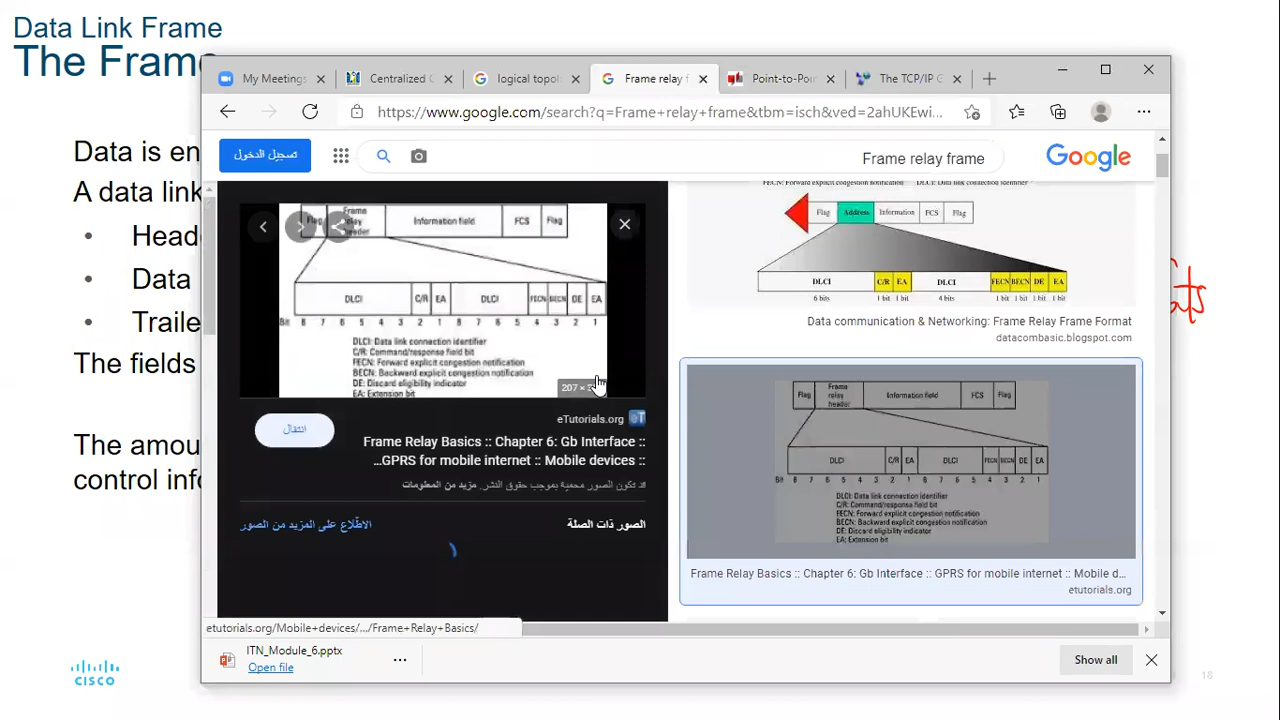 Data Link Frame
The Frame
Data is en
A data link
• Heade
• Data
• Traile
The fields
The amou
control info
ats
CISCO
18
My Meetings
Centralized C
logical topol
Frame relay f
Point-to-Poin
The TCP/IP G
https://www.google.com/search?q=Frame+relay+frame&tbm=isch&ved=2ahUKEwi...
تسجيل الدخول
Frame relay frame
Google
Flag Frame relay header Information field FCS Flag
DLCI C/R EA DLCI FECN BECN DE EA
Bit 8 7 6 5 4 3 2 1 8 7 6 5 4 3 2 1
DLCI: Data link connection identifier
C/R: Command/response field bit
FECN: Forward explicit congestion notification
BECN: Backward explicit congestion notification
DE: Discard eligibility indicator
EA: Extension bit
eTutorials.org
انتقال
Frame Relay Basics :: Chapter 6: Gb Interface ::
...GPRS for mobile internet :: Mobile devices ::
قد تكون الصور محمية بموجب حقوق النشر. مزيد من المعلومات
الصور ذات الصلة
الاطّلاع على المزيد من الصور
FECN: Forward explicit congestion notification DLCI: Data link connection identifier
Flag Address Information FCS Flag
DLCI C/R EA DLCI FECN BECN DE EA
6 bits 1 bit 1 bit 4 bits 1 bit 1 bit 1 bit 1 bit
Data communication & Networking: Frame Relay Frame Format
datacombasic.blogspot.com
Flag Frame relay header Information field FCS Flag
DLCI C/R EA DLCI FECN BECN DE EA
Bit 8 7 6 5 4 3 2 1 8 7 6 5 4 3 2 1
DLCI: Data link connection identifier
C/R: Command/response field bit
FECN: Forward explicit congestion notification
BECN: Backward explicit congestion notification
DE: Discard eligibility indicator
EA: Extension bit
Frame Relay Basics :: Chapter 6: Gb Interface :: GPRS for mobile internet :: Mobile d...
etutorials.org
etutorials.org/Mobile+devices/.../Frame+Relay+Basics/
ITN_Module_6.pptx
Open file
Show all